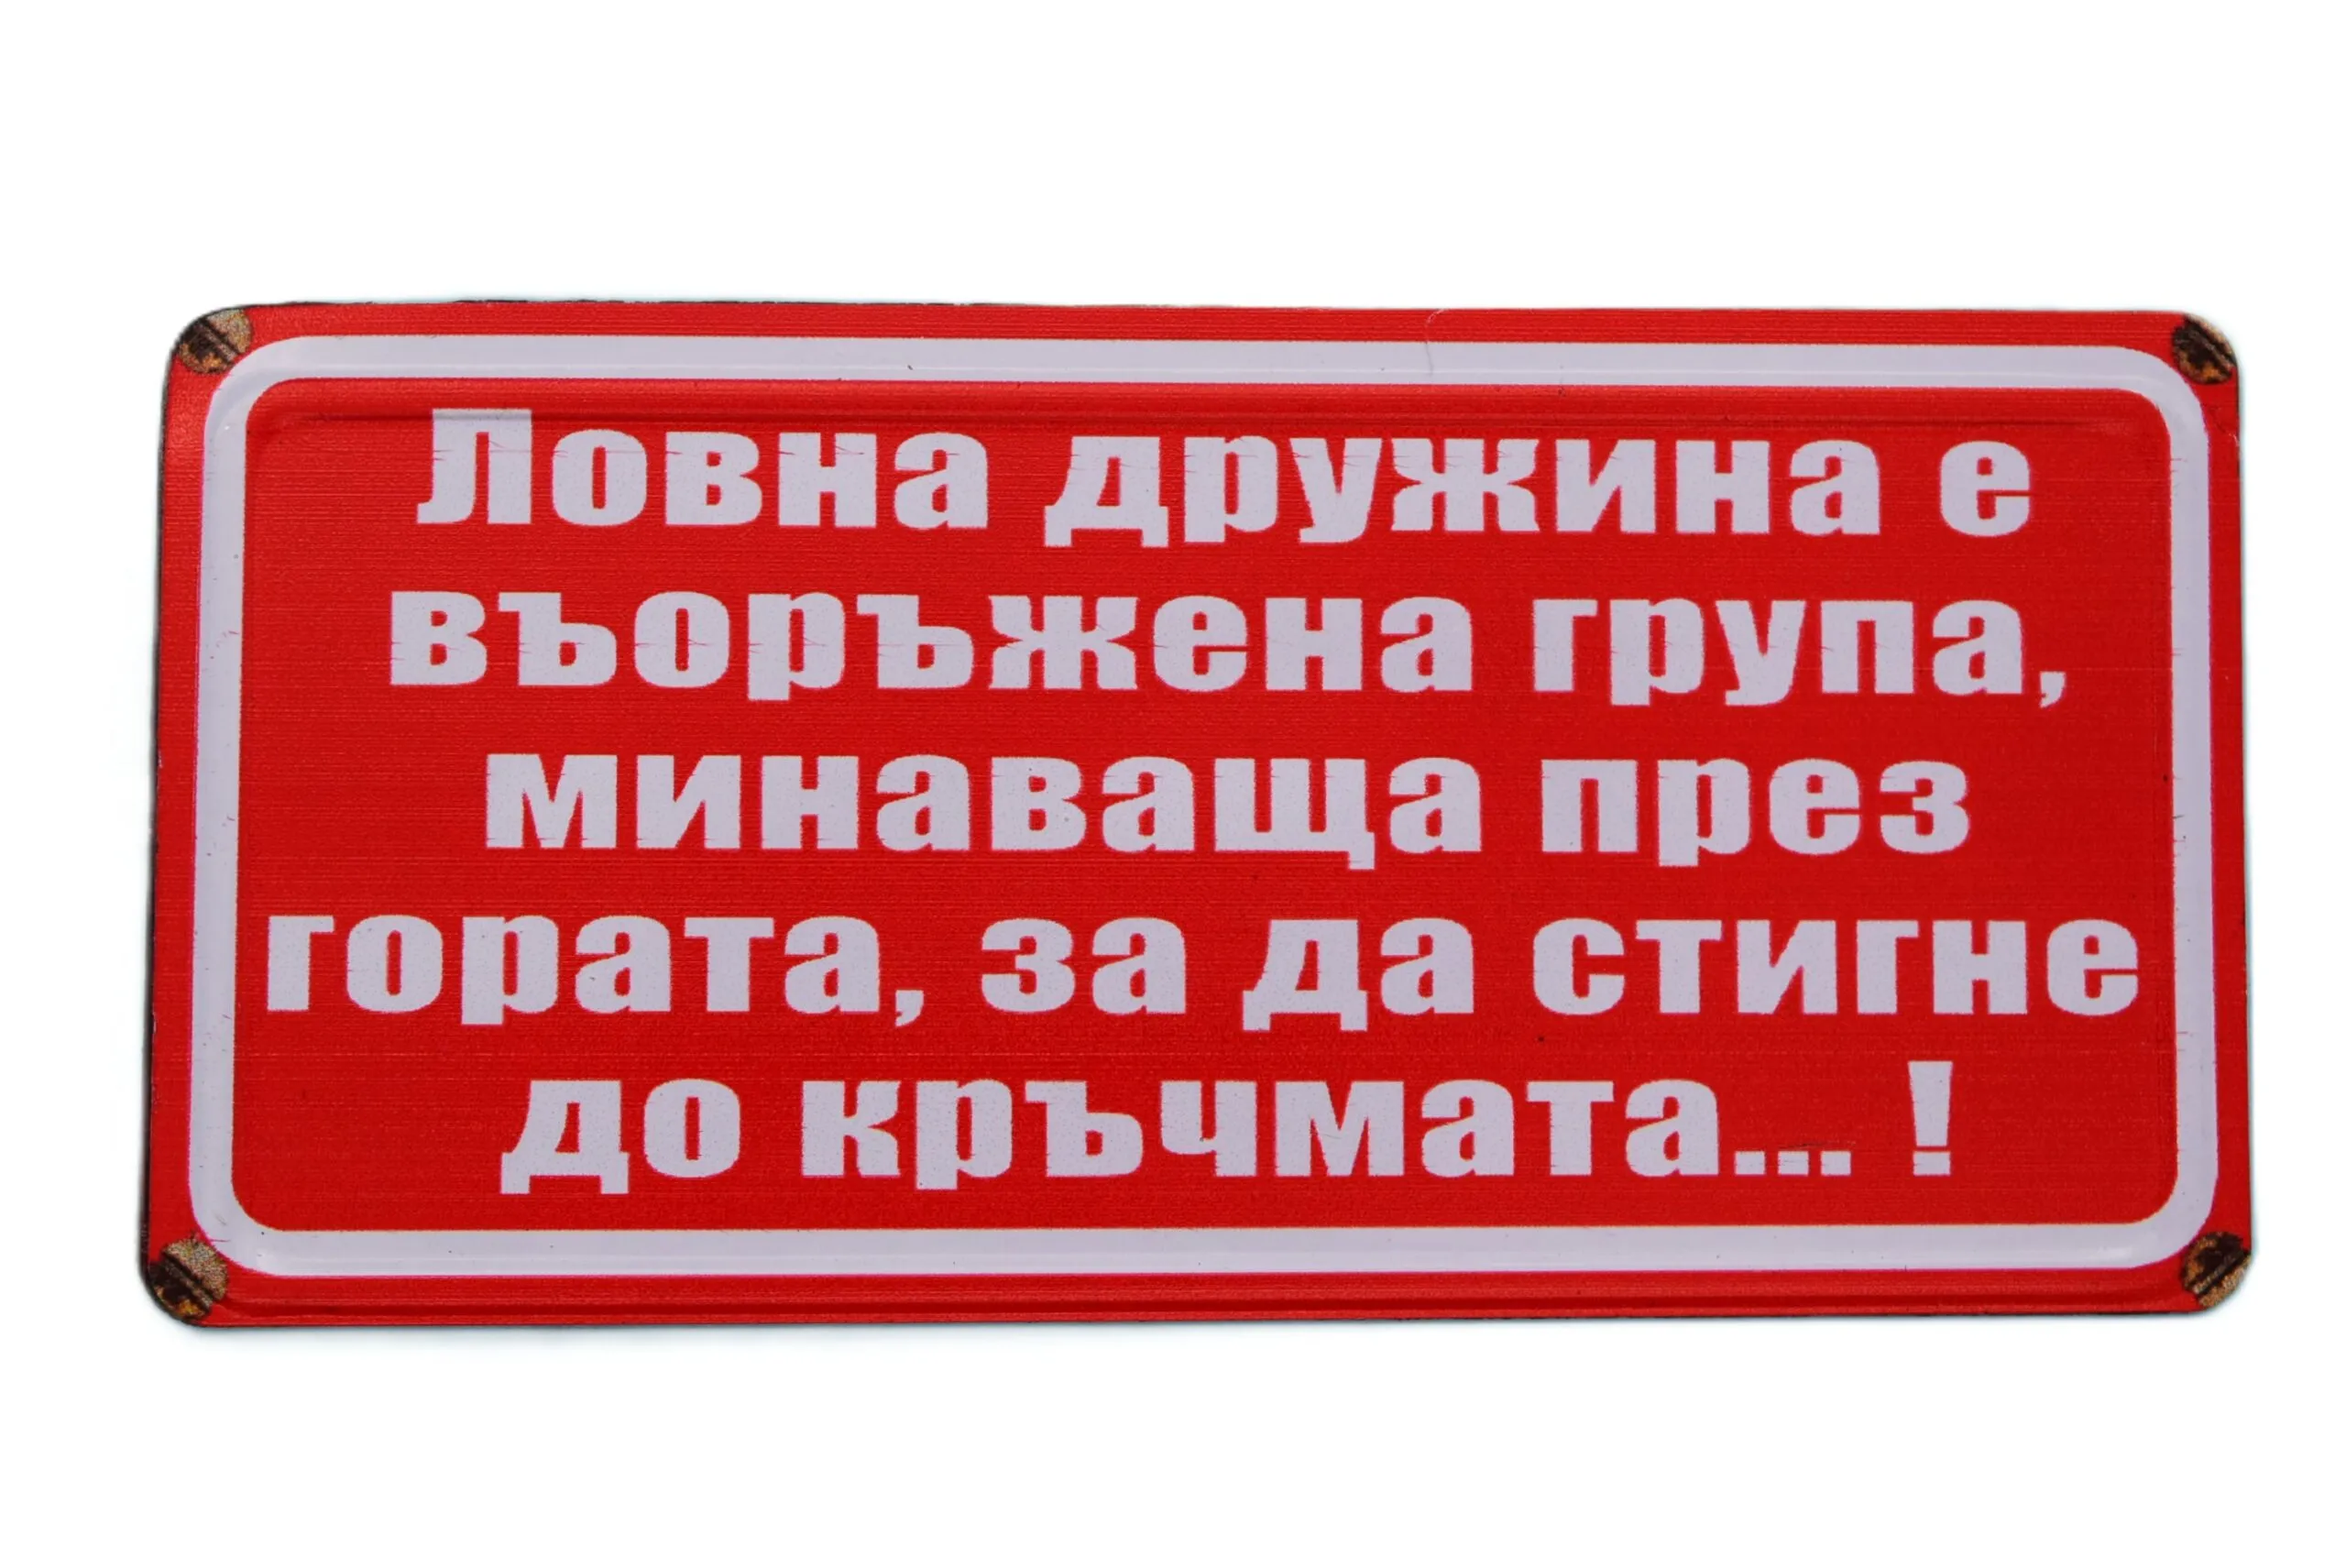 Ловна дружина е
въоръжена група,
минаваща през
гората, за да стигне
до кръчмата... !